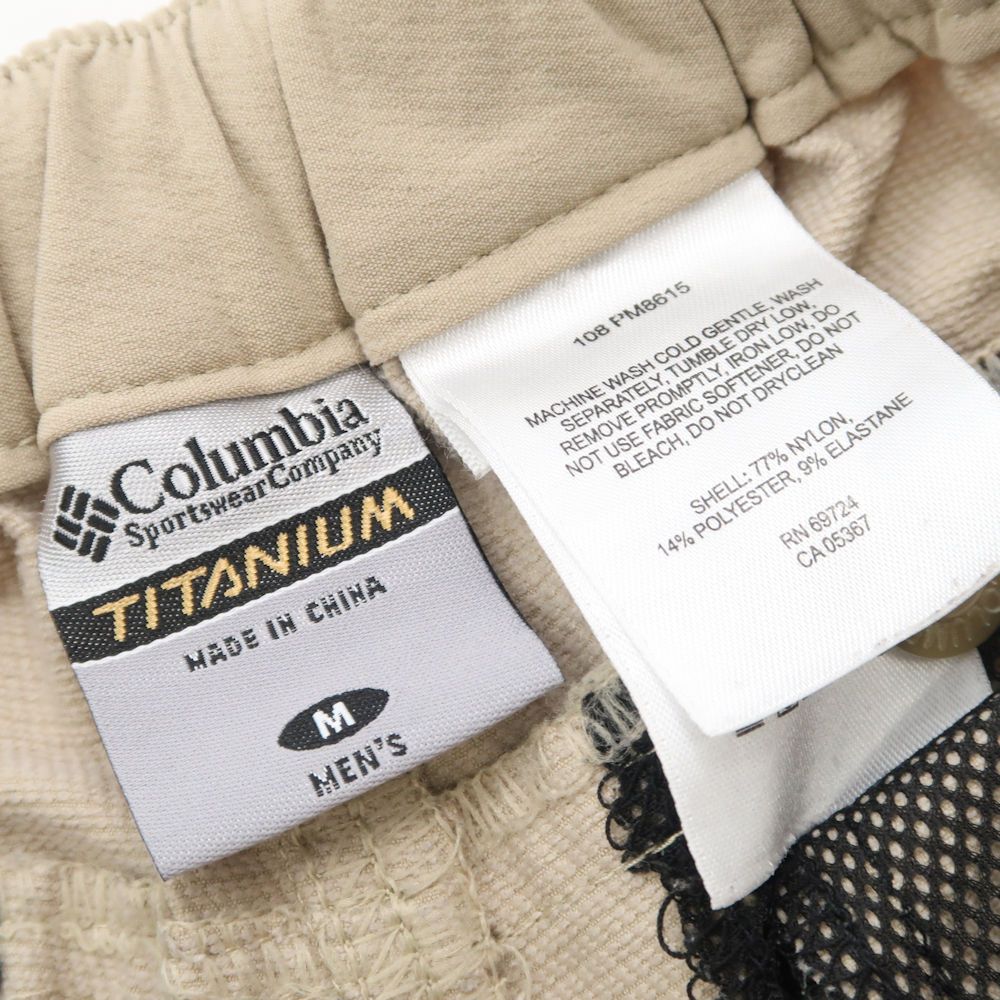 Columbia
Sportswear Company
TITANIUM
MADE IN CHINA
M
MEN'S
108 PM8615
MACHINE WASH COLD GENTLE, WASH
SEPARATELY, TUMBLE DRY LOW,
REMOVE PROMPTLY, IRON LOW, DO
NOT USE FABRIC SOFTENER, DO NOT
BLEACH, DO NOT DRYCLEAN
SHELL: 77% NYLON,
14% POLYESTER, 9% ELASTANE
RN 69724
CA 05367